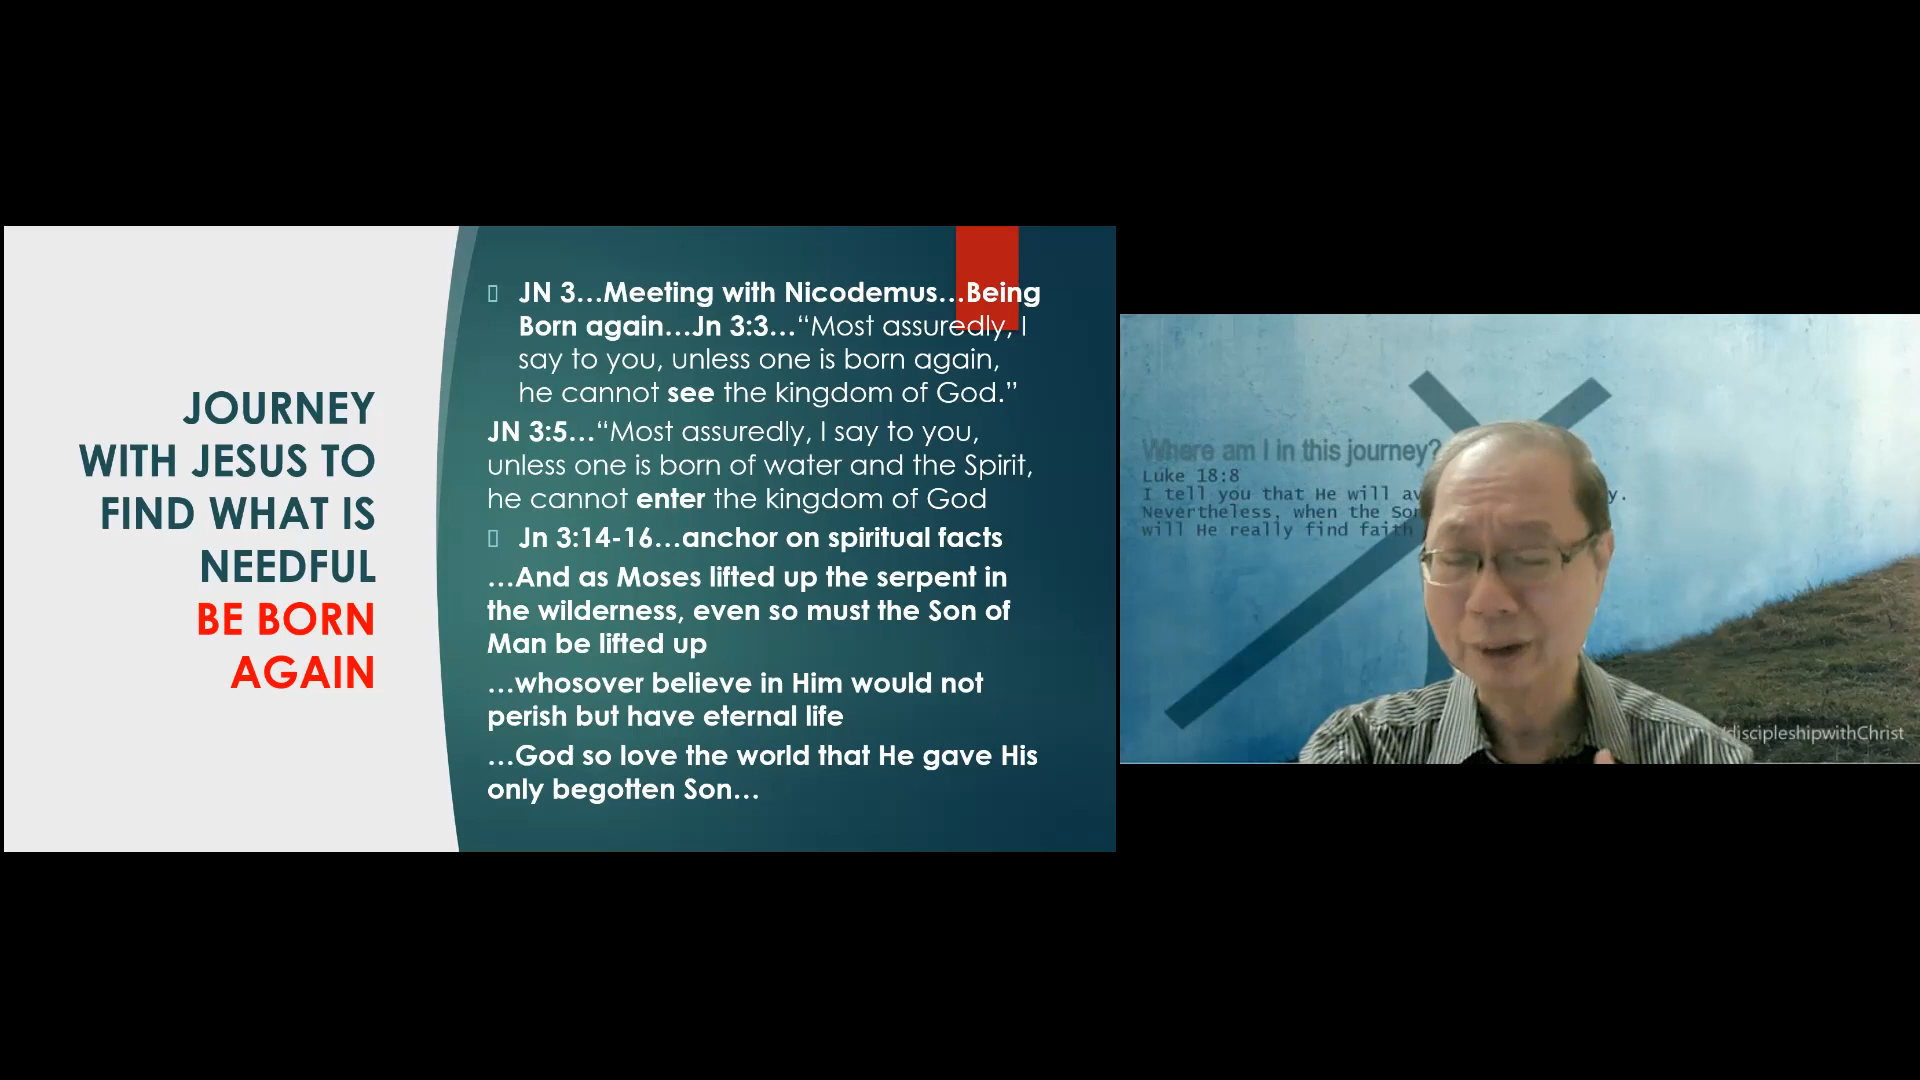 JOURNEY
WITH JESUS TO
FIND WHAT IS
NEEDFUL
BE BORN
AGAIN
JN 3...Meeting with Nicodemus...Being
Born again...Jn 3:3...“Most assuredly, I
say to you, unless one is born again,
he cannot see the kingdom of God.”
JN 3:5...“Most assuredly, I say to you,
unless one is born of water and the Spirit,
he cannot enter the kingdom of God
Jn 3:14-16...anchor on spiritual facts
...And as Moses lifted up the serpent in
the wilderness, even so must the Son of
Man be lifted up
...whosover believe in Him would not
perish but have eternal life
...God so love the world that He gave His
only begotten Son...
Where am I in this journey?
Luke 18:8
I tell you that He will
Nevertheless, when the
will He really find faith
/discipleshipwithChrist